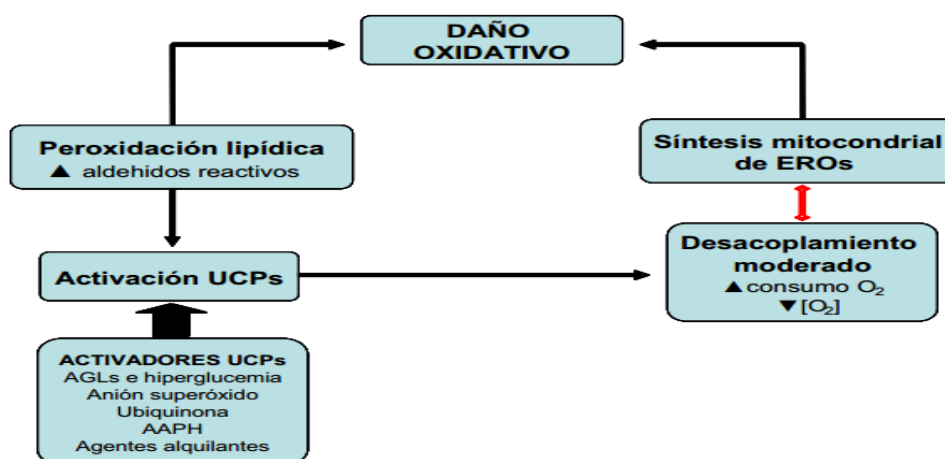 DAÑO
OXIDATIVO
Peroxidación lipídica
▲ aldehidos reactivos
Síntesis mitocondrial
de EROs
Activación UCPs
Desacoplamiento
moderado
▲consumo O₂
▼[O₂]
ACTIVADORES UCPs
AGLs e hiperglucemia
Anión superóxido
Ubiquinona
AAPH
Agentes alquilantes